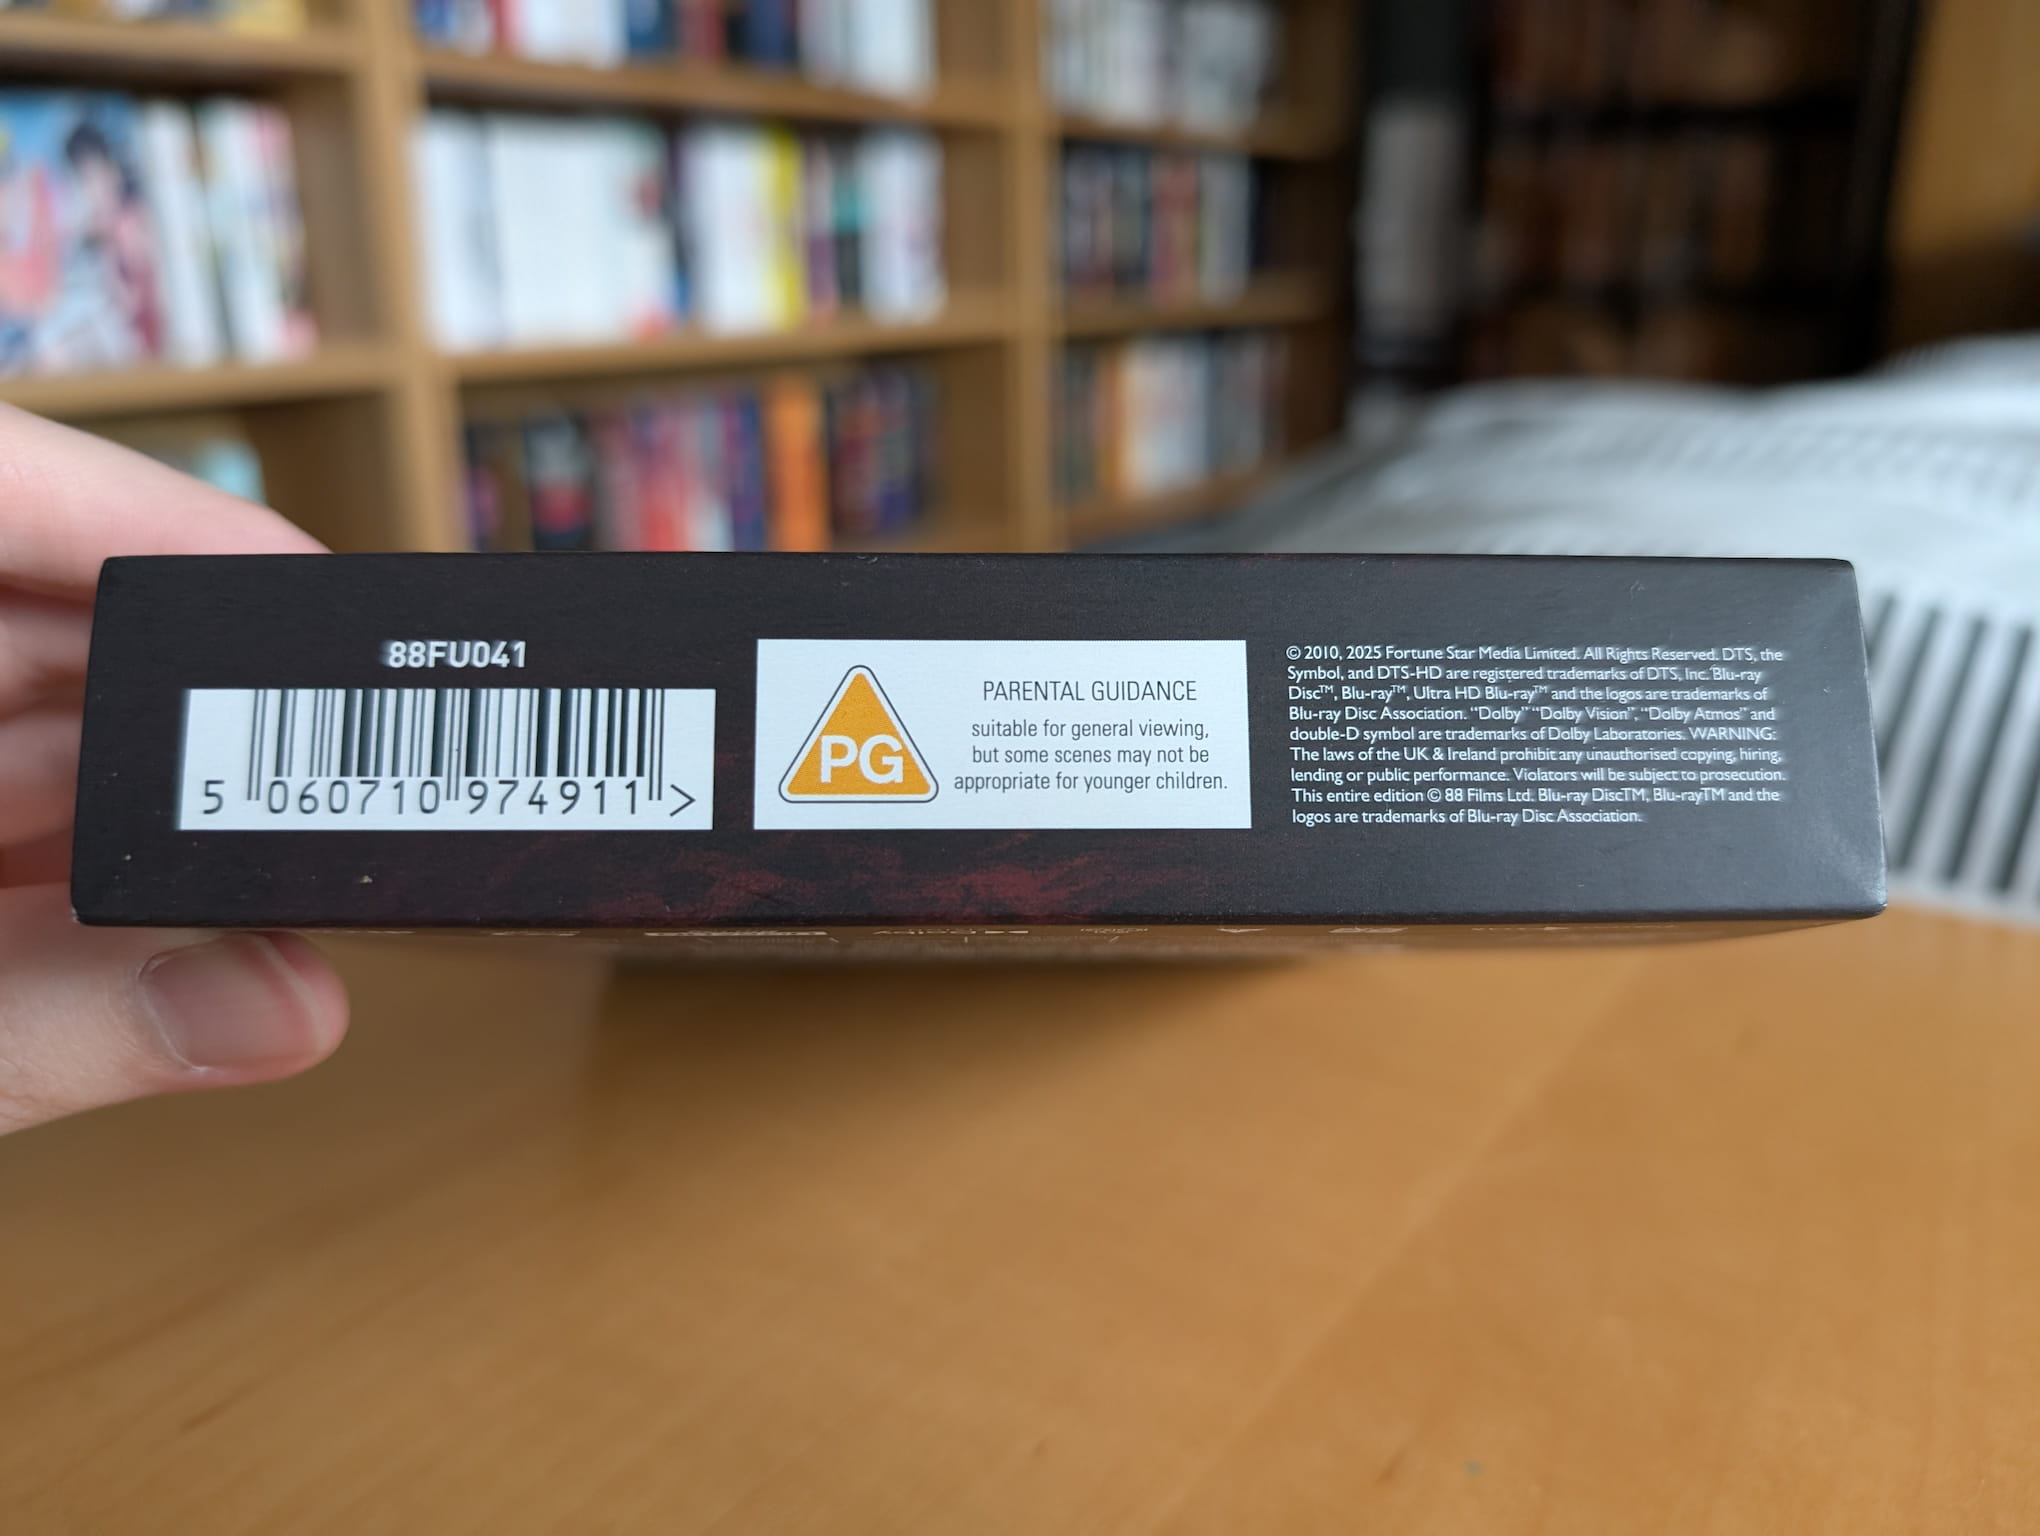 88FU041
5 060710 974911 >
PG
PARENTAL GUIDANCE
suitable for general viewing,
but some scenes may not be
appropriate for younger children.
© 2010, 2025 Fortune Star Media Limited. All Rights Reserved. DTS, the
Symbol, and DTS-HD are registered trademarks of DTS, Inc. Blu-ray
Disc™, Blu-ray™, Ultra HD Blu-ray™ and the logos are trademarks of
Blu-ray Disc Association. “Dolby” “Dolby Vision”, “Dolby Atmos” and
double-D symbol are trademarks of Dolby Laboratories. WARNING:
The laws of the UK & Ireland prohibit any unauthorised copying, hiring,
lending or public performance. Violators will be subject to prosecution.
This entire edition © 88 Films Ltd. Blu-ray DiscTM, Blu-rayTM and the
logos are trademarks of Blu-ray Disc Association.